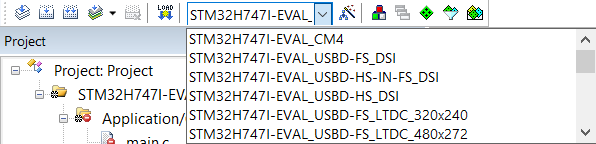 LOAD
STM32H747I-EVAL_
Project
STM32H747I-EVAL_CM4
STM32H747I-EVAL_USBD-FS_DSI
Project: Project
STM32H747I-EVAL_USBD-HS-IN-FS_DSI
STM32H747I-EVA
STM32H747I-EVAL_USBD-HS_DSI
Application/
STM32H747I-EVAL_USBD-FS_LTDC_320x240
main.c
STM32H747I-EVAL_USBD-FS_LTDC_480x272